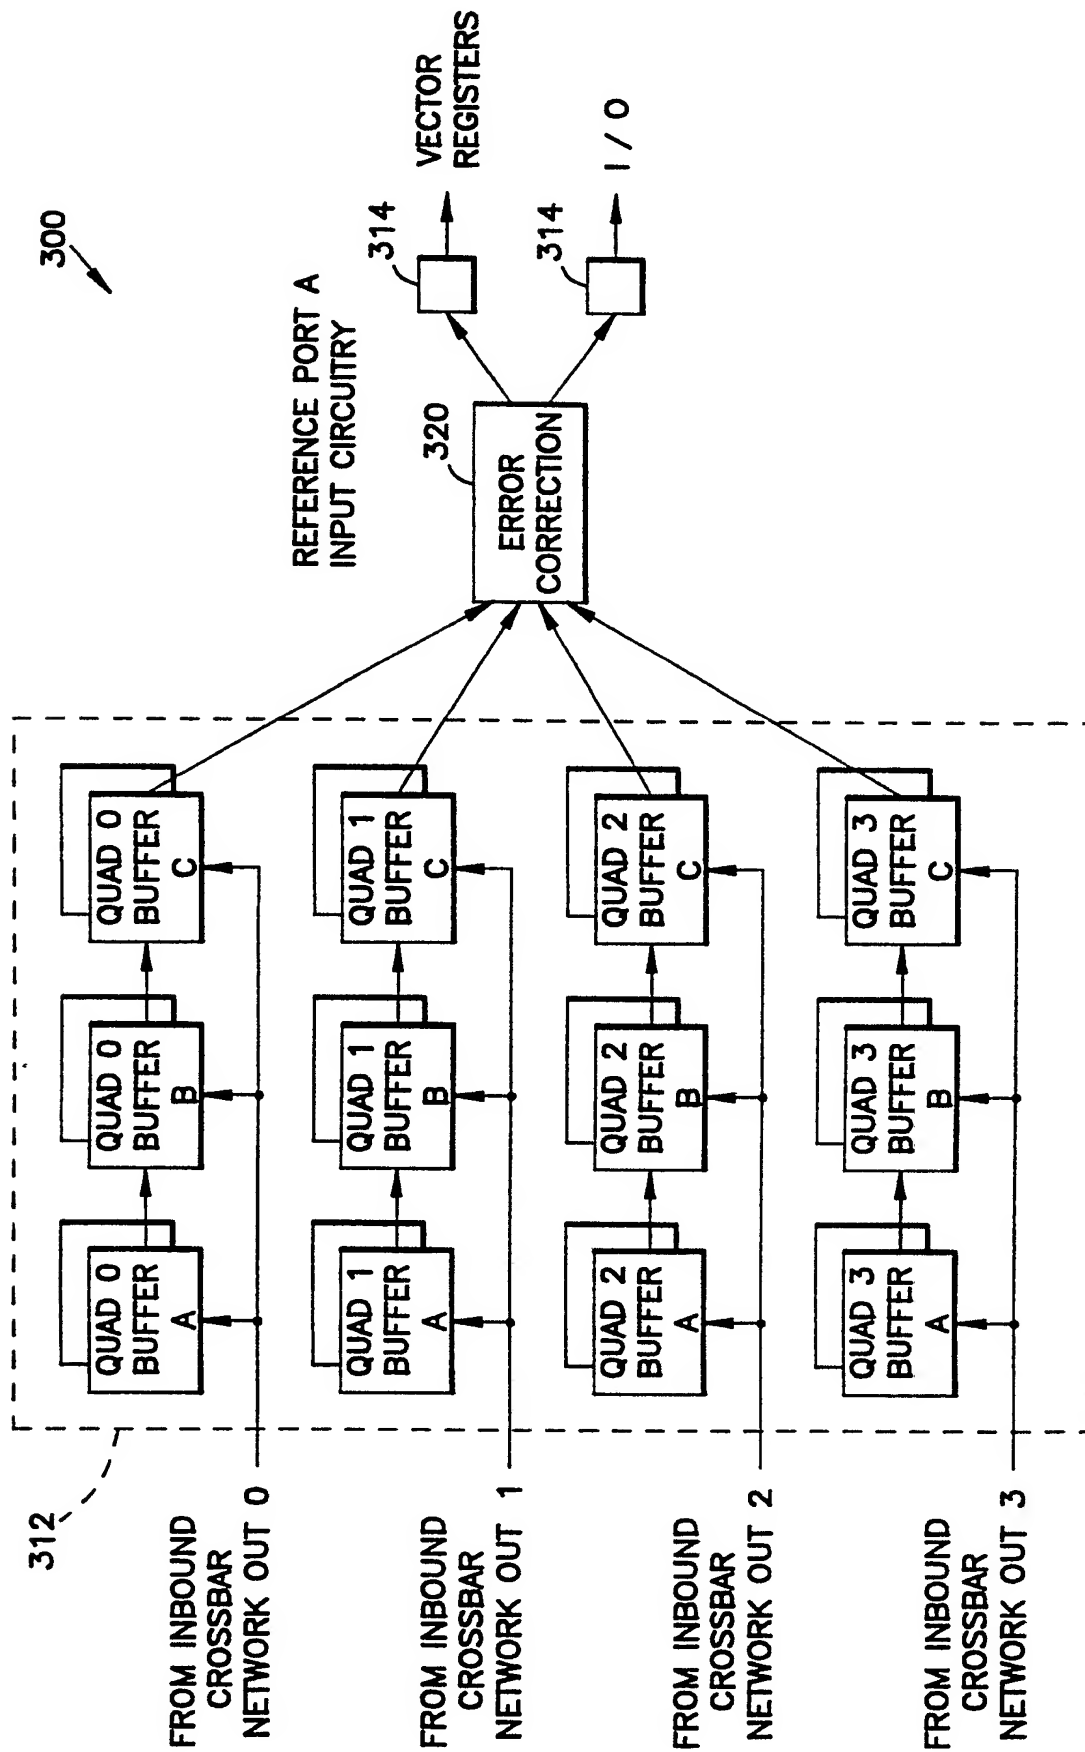 300
REFERENCE PORT A
INPUT CIRCUITRY
312
FROM INBOUND
CROSSBAR
NETWORK OUT 0
QUAD 0
BUFFER
A
QUAD 0
BUFFER
B
QUAD 0
BUFFER
C
FROM INBOUND
CROSSBAR
NETWORK OUT 1
QUAD 1
BUFFER
A
QUAD 1
BUFFER
B
QUAD 1
BUFFER
C
FROM INBOUND
CROSSBAR
NETWORK OUT 2
QUAD 2
BUFFER
A
QUAD 2
BUFFER
B
QUAD 2
BUFFER
C
FROM INBOUND
CROSSBAR
NETWORK OUT 3
QUAD 3
BUFFER
A
QUAD 3
BUFFER
B
QUAD 3
BUFFER
C
320
ERROR
CORRECTION
314
VECTOR
REGISTERS
314
I / O